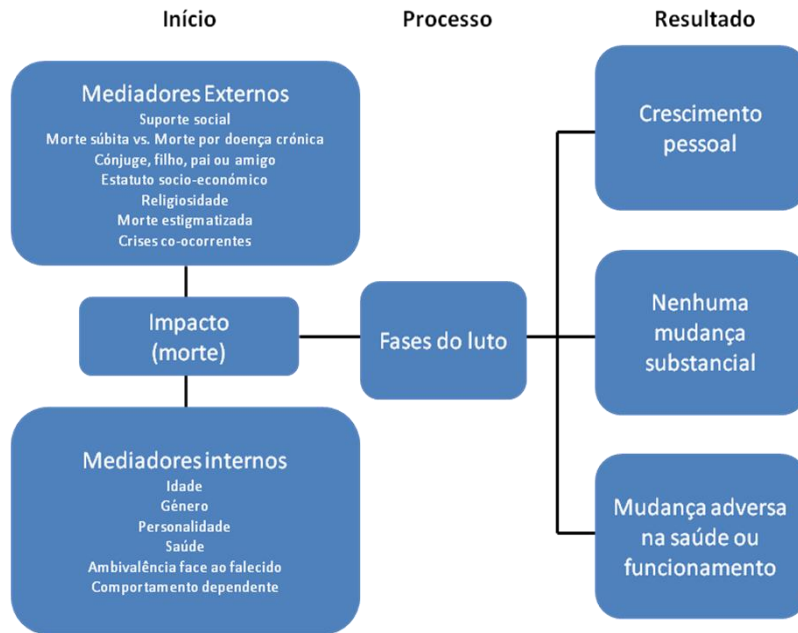 Início
Processo
Resultado
Mediadores Externos
Suporte social
Morte súbita vs. Morte por doença crónica
Cónjuge, filho, pai ou amigo
Estatuto socio-económico
Religiosidade
Morte estigmatizada
Crises co-ocorrentes
Impacto
(morte)
Mediadores internos
Idade
Género
Personalidade
Saúde
Ambivalência face ao falecido
Comportamento dependente
Fases do luto
Crescimento
pessoal
Nenhuma
mudança
substancial
Mudança adversa
na saúde ou
funcionamento